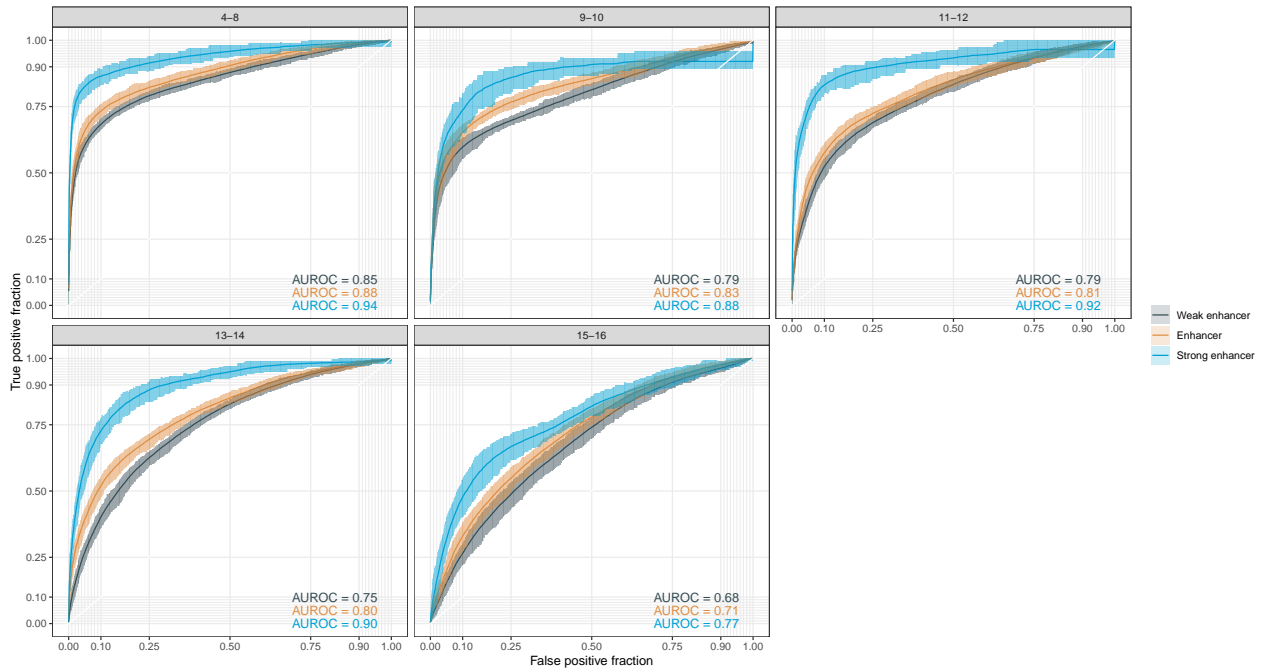 4–8
9–10
11–12
1.00
0.90
0.75
0.50
0.25
0.10
0.00
AUROC = 0.85
AUROC = 0.88
AUROC = 0.94
AUROC = 0.79
AUROC = 0.83
AUROC = 0.88
AUROC = 0.79
AUROC = 0.81
AUROC = 0.92
0.00 0.10 0.25 0.50 0.75 0.90 1.00
True positive fraction
Weak enhancer
Enhancer
Strong enhancer
13–14
15–16
1.00
0.90
0.75
0.50
0.25
0.10
0.00
AUROC = 0.75
AUROC = 0.80
AUROC = 0.90
AUROC = 0.68
AUROC = 0.71
AUROC = 0.77
0.00 0.10 0.25 0.50 0.75 0.90 1.00
0.00 0.10 0.25 0.50 0.75 0.90 1.00
False positive fraction